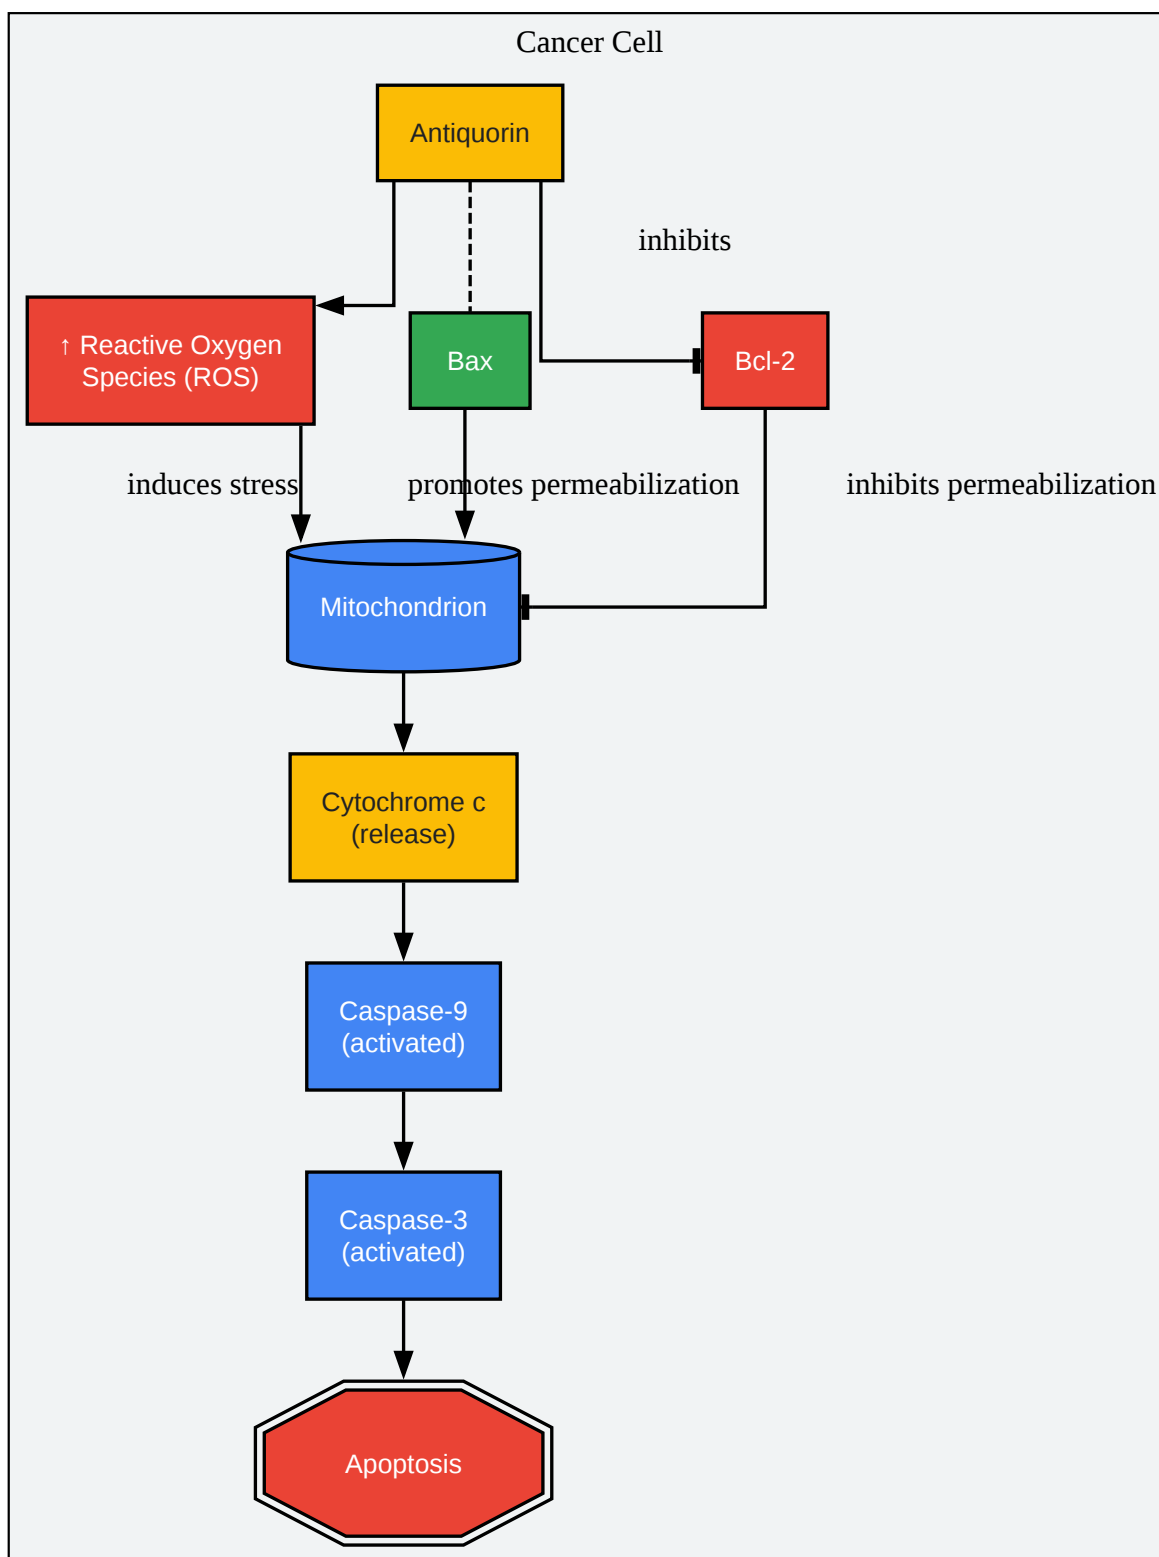 Cancer Cell
Antiquorin
inhibits
↑ Reactive Oxygen
Species (ROS)
Bax
Bcl-2
induces stress
promotes permeabilization
inhibits permeabilization
Mitochondrion
Cytochrome c
(release)
Caspase-9
(activated)
Caspase-3
(activated)
Apoptosis